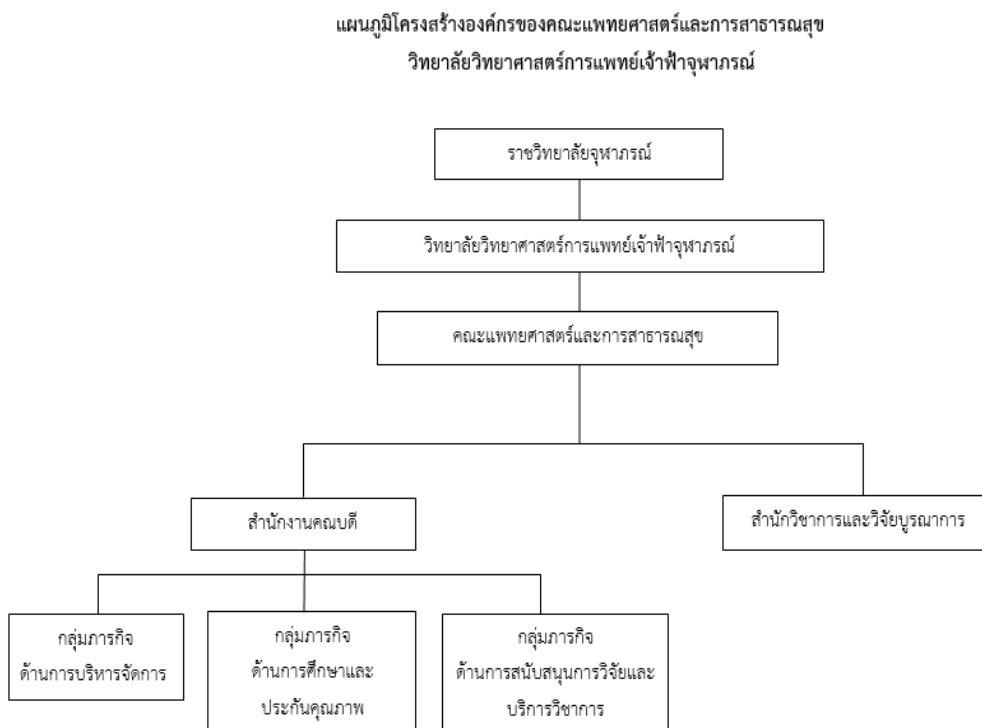 แผนภูมิโครงสร้างองค์กรของคณะแพทยศาสตร์และการสาธารณสุข
วิทยาลัยวิทยาศาสตร์การแพทย์เจ้าฟ้าจุฬาภรณ์
ราชวิทยาลัยจุฬาภรณ์
วิทยาลัยวิทยาศาสตร์การแพทย์เจ้าฟ้าจุฬาภรณ์
คณะแพทยศาสตร์และการสาธารณสุข
สำนักงานคณบดี
สำนักวิชาการและวิจัยบูรณาการ
กลุ่มภารกิจ
ด้านการบริหารจัดการ
กลุ่มภารกิจ
ด้านการศึกษาและ
ประกันคุณภาพ
กลุ่มภารกิจ
ด้านการสนับสนุนการวิจัยและ
บริการวิชาการ